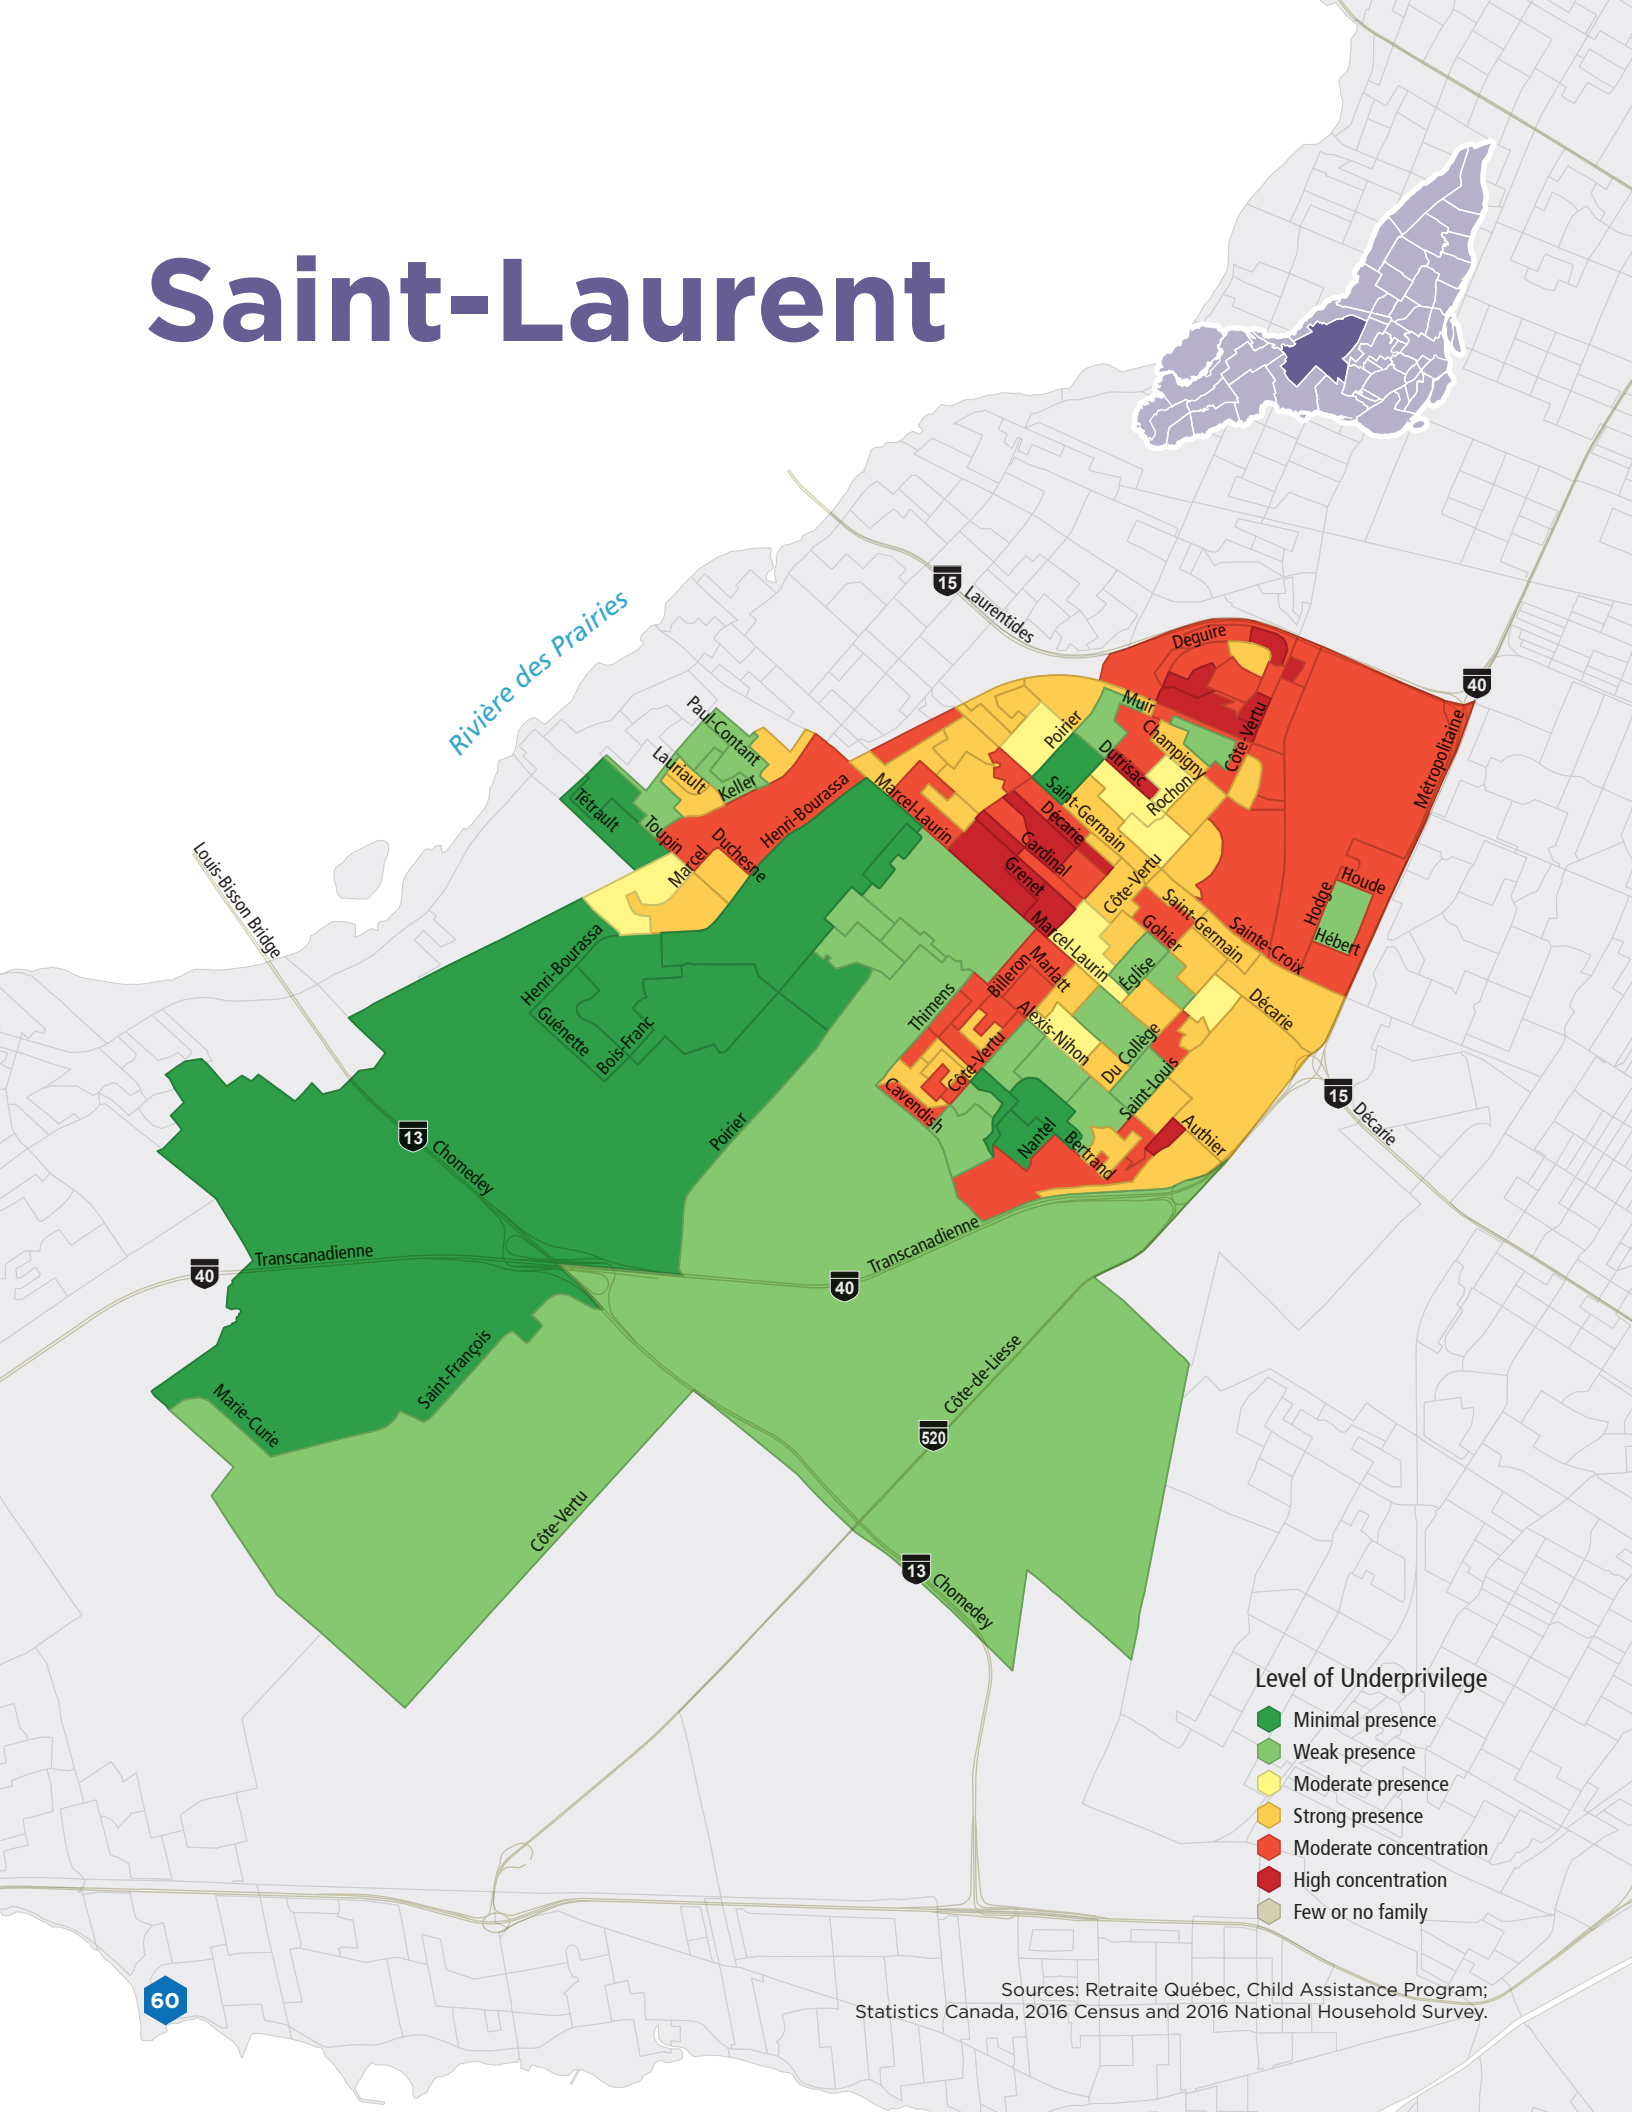 Saint-Laurent
Rivière des Prairies
15
Laurentides
40
Métropolitaine
Deguire
Muir
Poirier
Champigny
Côte-Vertu
Dutrisac
Rochon
Saint-Germain
Décarie
Cardinal
Grenet
Marcel-Laurin
Côte-Vertu
Saint-Germain
Sainte-Croix
Gohier
Houde
Hodge
Hébert
Paul-Contant
Lauriault
Keller
Tétrault
Toupin
Marcel
Duchesne
Henri-Bourassa
Louis-Bisson Bridge
Henri-Bourassa
Guénette
Bois-Franc
Marcel-Laurin
Église
Décarie
Billeron
Marlatt
Thimens
Alexis-Nihon
Côte-Vertu
Du Collège
Saint-Louis
Cavendish
Nantel
Bertrand
Authier
15
Décarie
13
Chomedey
Poirier
40
Transcanadienne
40
Transcanadienne
Marie-Curie
Saint-François
Côte-Vertu
520
Côte-de-Liesse
13
Chomedey
Level of Underprivilege
Minimal presence
Weak presence
Moderate presence
Strong presence
Moderate concentration
High concentration
Few or no family
60
Sources: Retraite Québec, Child Assistance Program;
Statistics Canada, 2016 Census and 2016 National Household Survey.